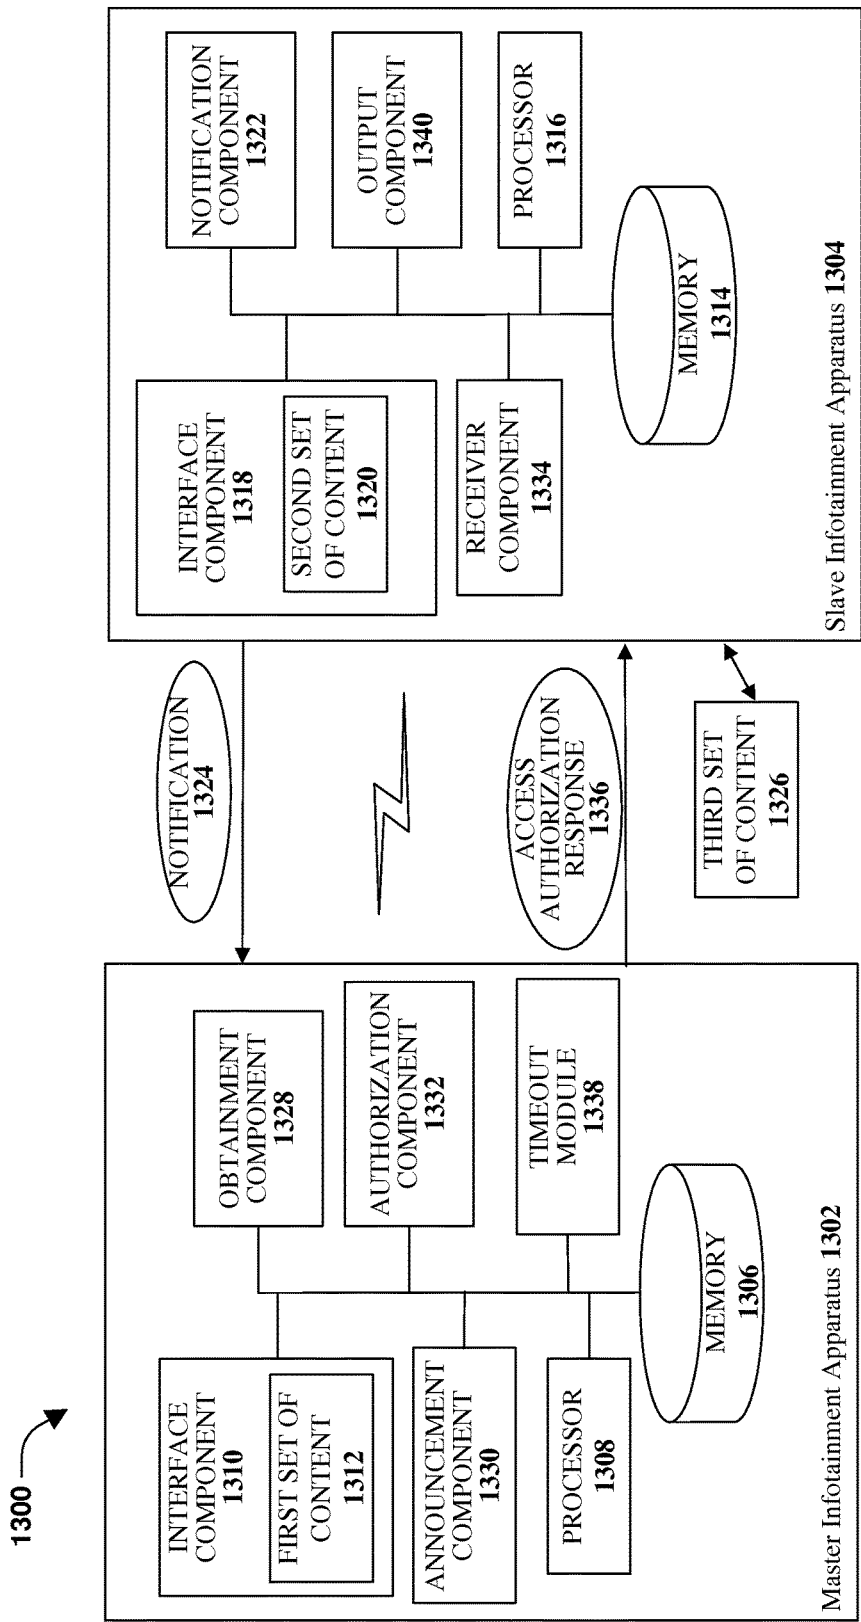 1300
INTERFACE
COMPONENT
1310
FIRST SET OF
CONTENT
1312
OBTAINMENT
COMPONENT
1328
ANNOUNCEMENT
COMPONENT
1330
AUTHORIZATION
COMPONENT
1332
PROCESSOR
1308
TIMEOUT
MODULE
1338
MEMORY
1306
Master Infotainment Apparatus 1302
NOTIFICATION
1324
ACCESS
AUTHORIZATION
RESPONSE
1336
THIRD SET
OF CONTENT
1326
INTERFACE
COMPONENT
1318
SECOND SET
OF CONTENT
1320
NOTIFICATION
COMPONENT
1322
OUTPUT
COMPONENT
1340
RECEIVER
COMPONENT
1334
PROCESSOR
1316
MEMORY
1314
Slave Infotainment Apparatus 1304